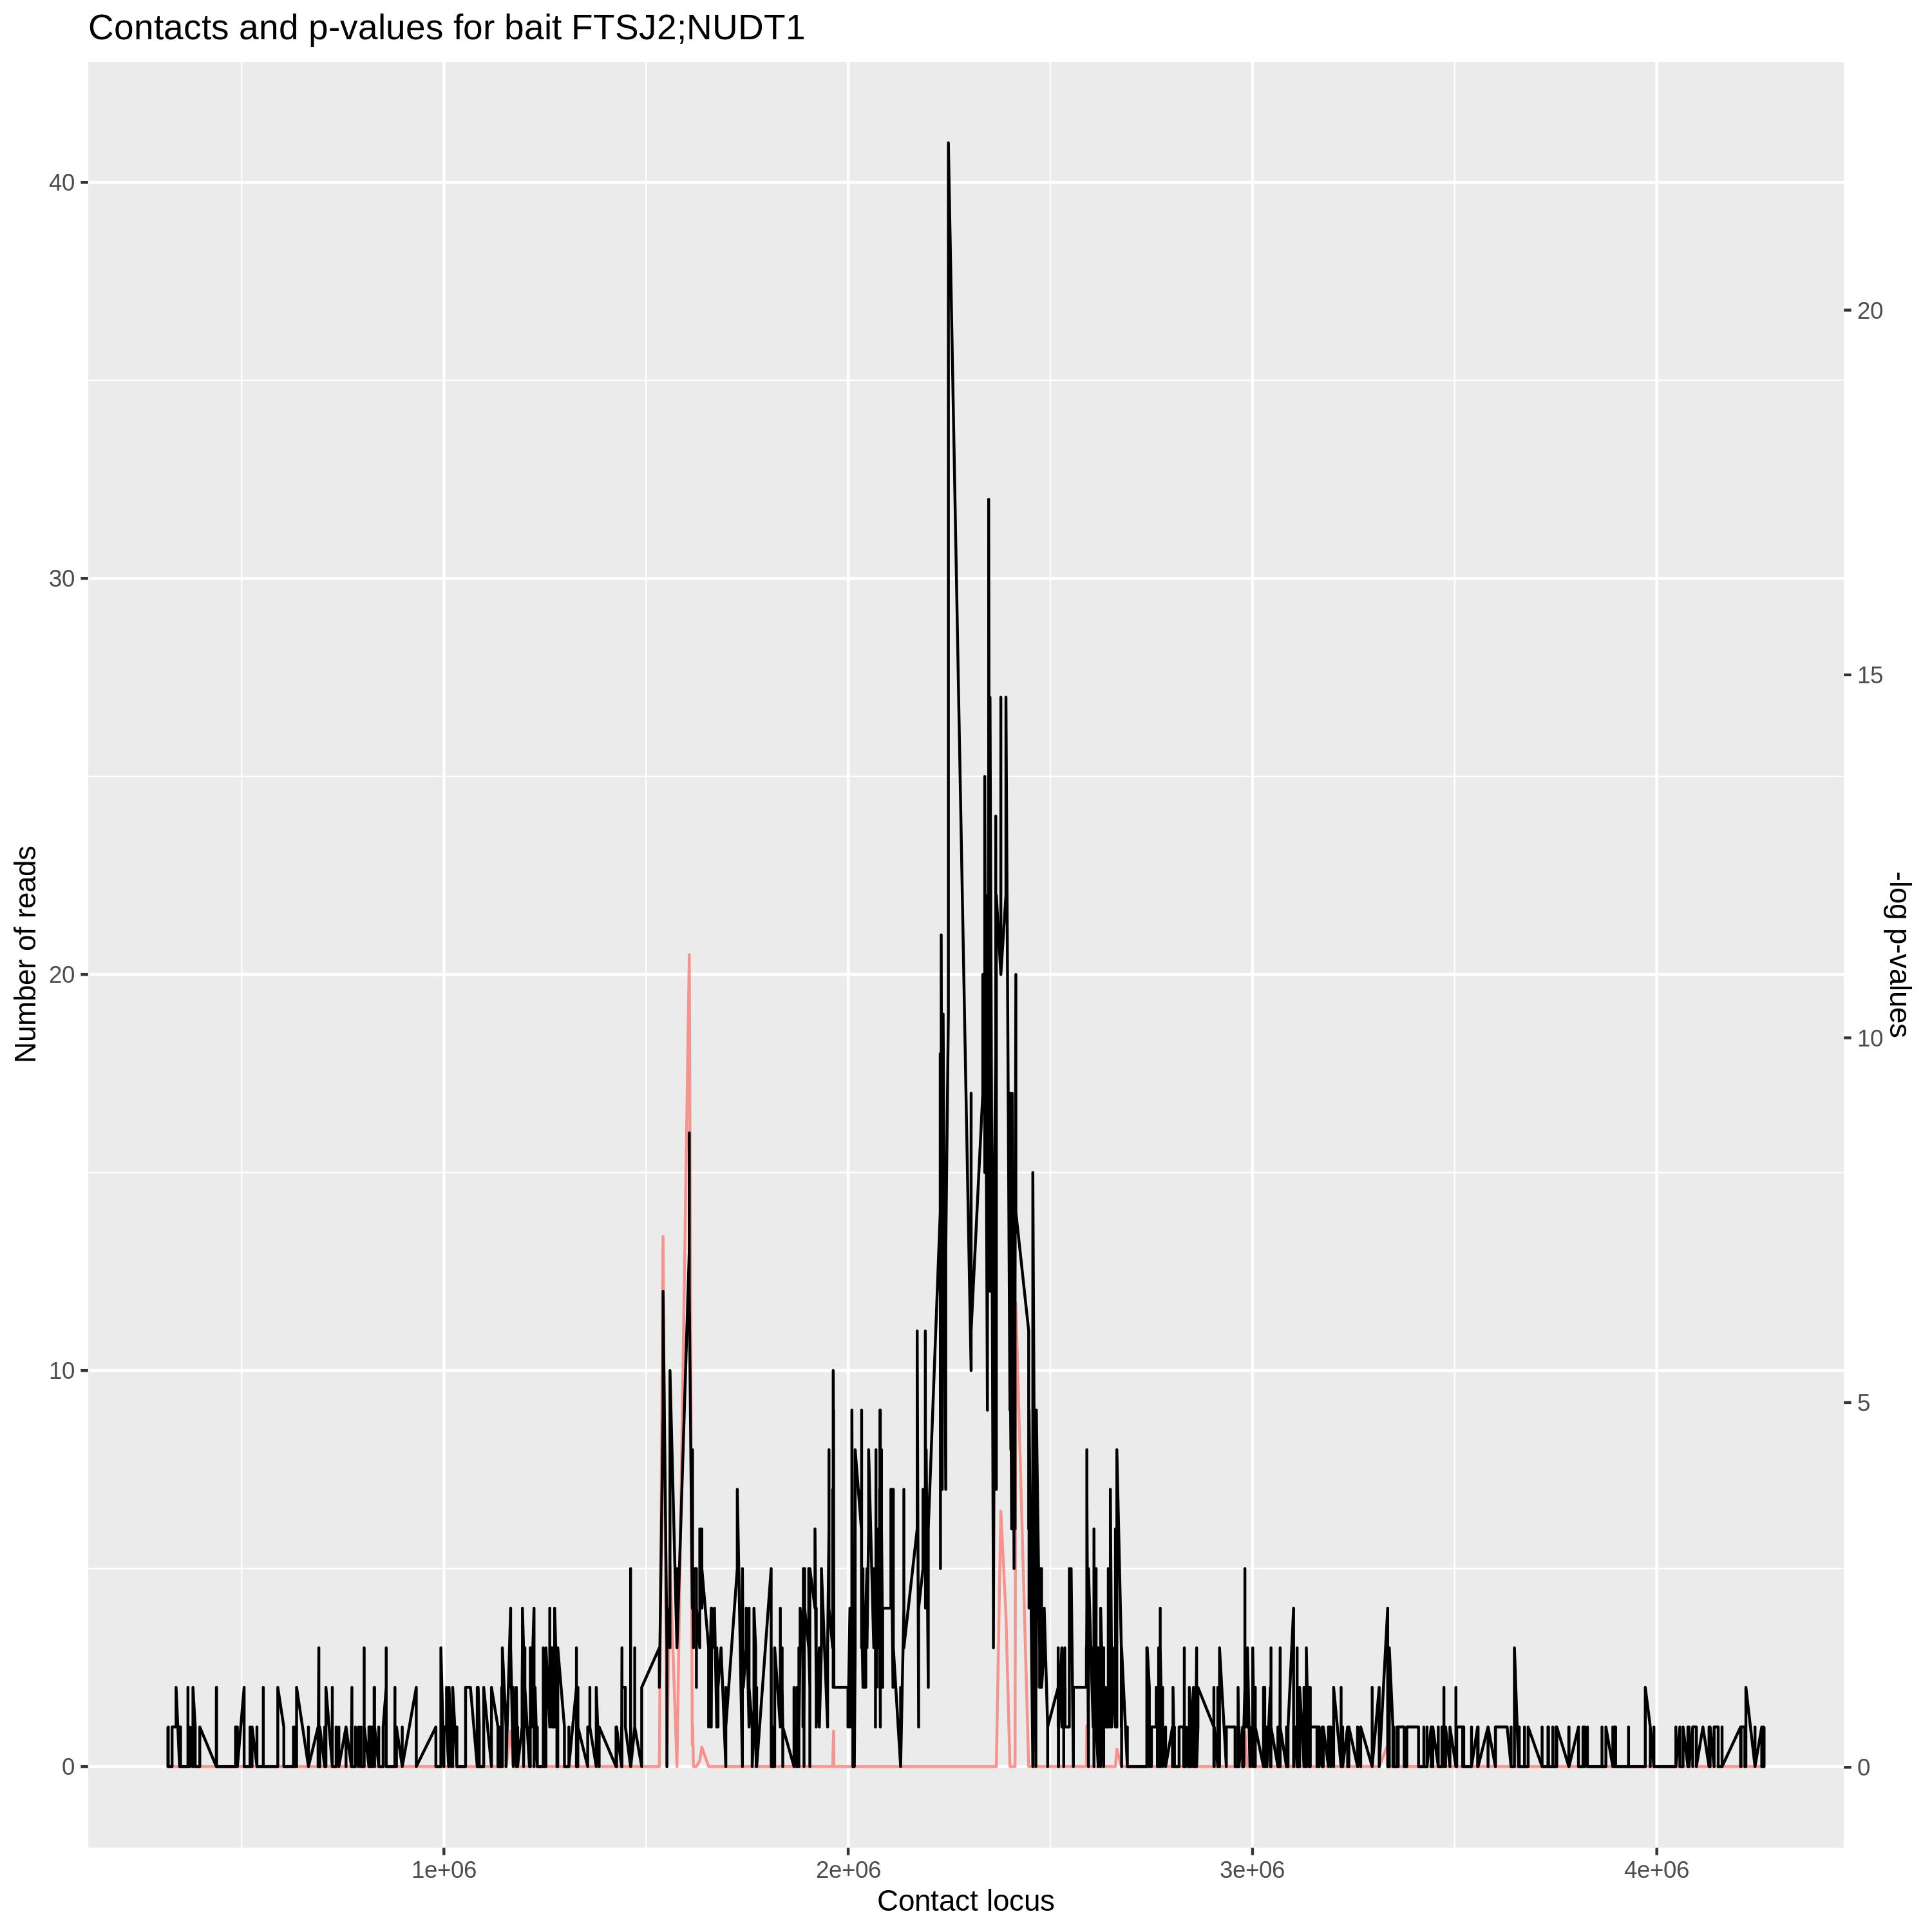 Contacts and p-values for bait FTSJ2;NUDT1
40
30
20
10
0
Number of reads
20
15
10
5
0
-log p-values
1e+06
2e+06
3e+06
4e+06
Contact locus